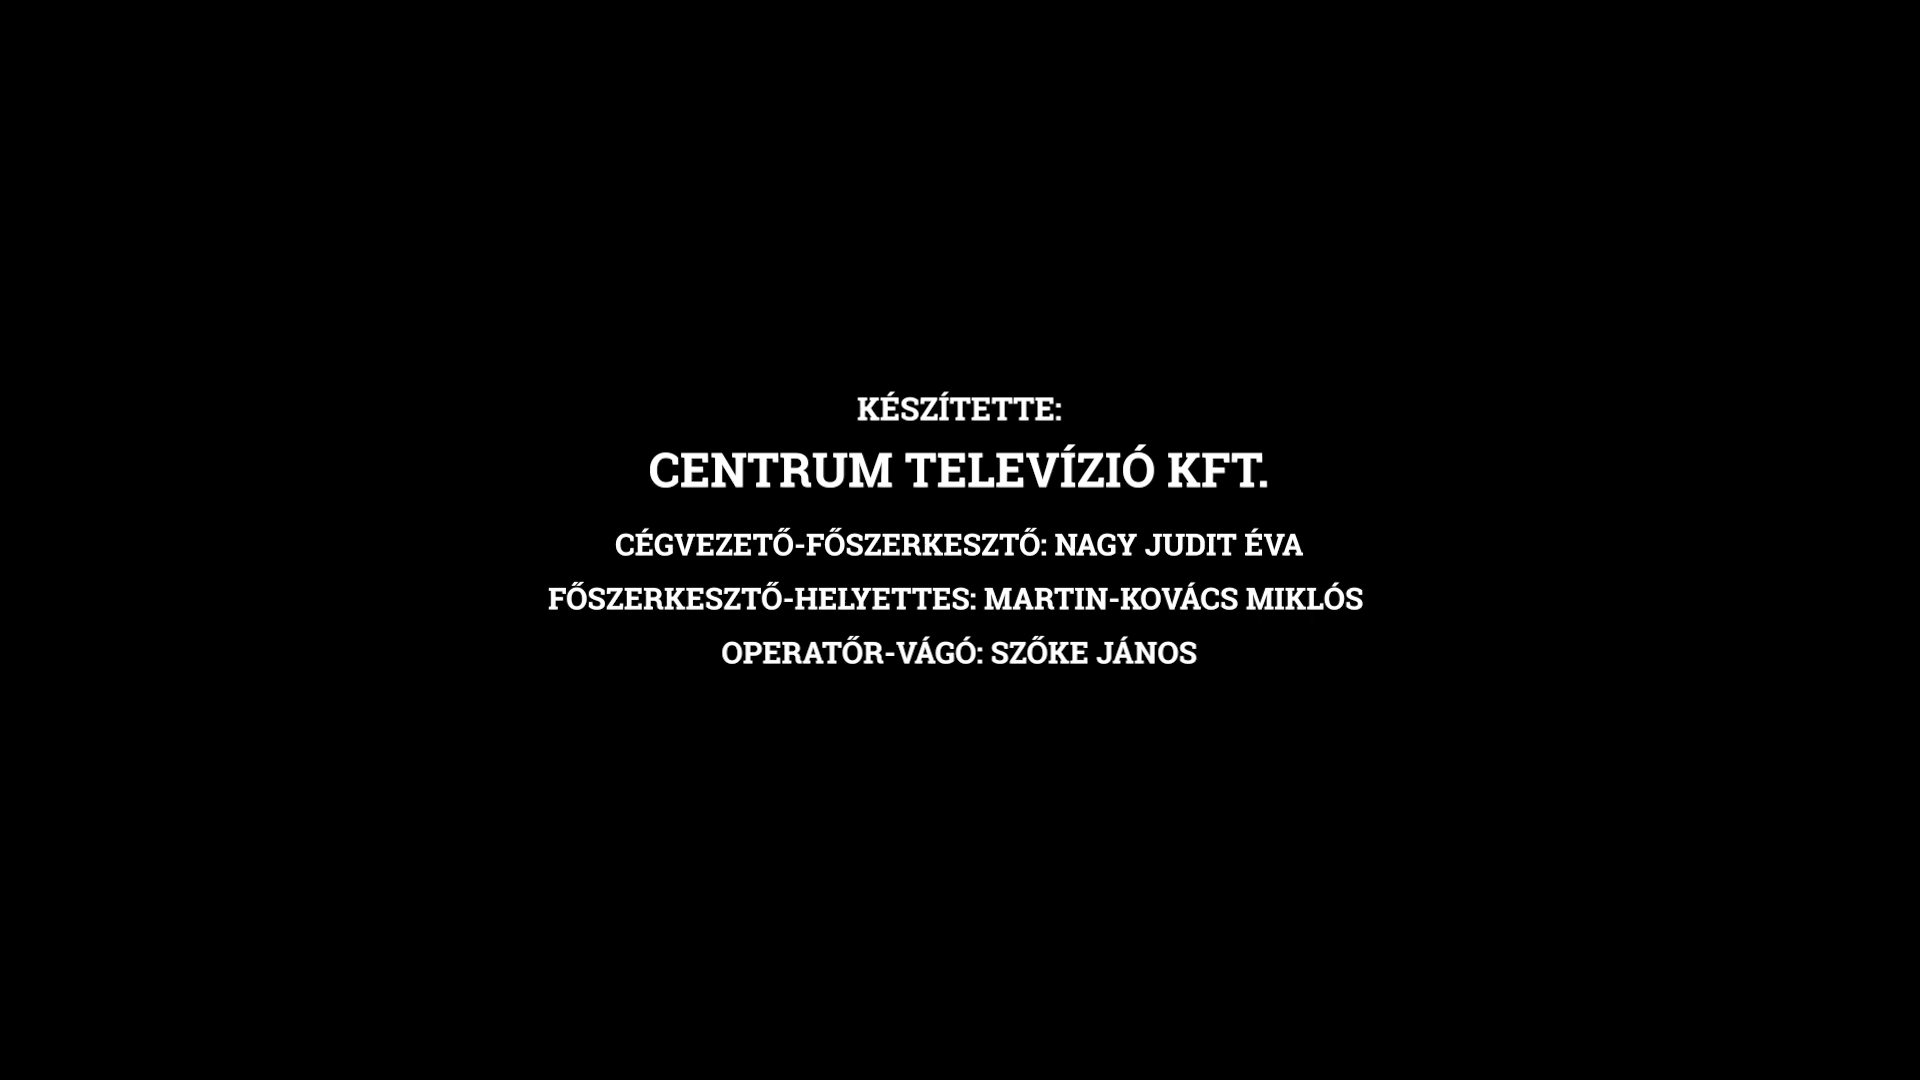 KÉSZÍTETTE:
CENTRUM TELEVÍZIÓ KFT.
CÉGVEZETŐ-FŐSZERKESZTŐ: NAGY JUDIT ÉVA
FŐSZERKESZTŐ-HELYETTES: MARTIN-KOVÁCS MIKLÓS
OPERATŐR-VÁGÓ: SZŐKE JÁNOS